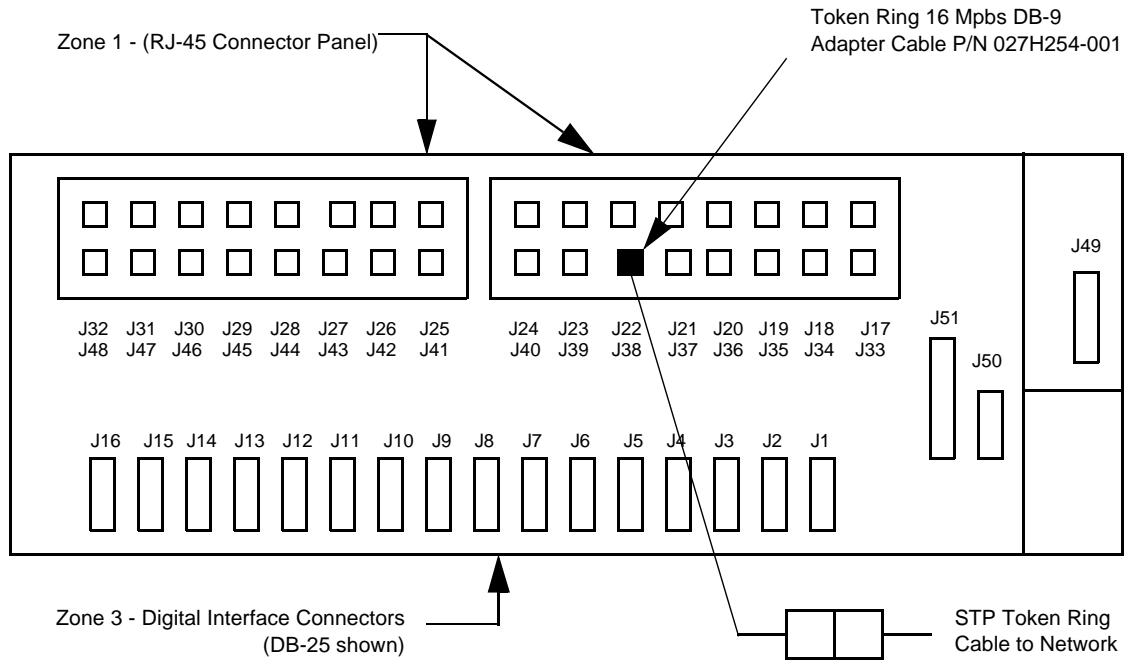 Token Ring 16 Mpbs DB-9
Adapter Cable P/N 027H254-001
Zone 1 - (RJ-45 Connector Panel)
J49
J32 J31 J30 J29 J28 J27 J26 J25 J24 J23 J22 J21 J20 J19 J18 J17
J48 J47 J46 J45 J44 J43 J42 J41 J40 J39 J38 J37 J36 J35 J34 J33
J51
J50
J16 J15 J14 J13 J12 J11 J10 J9 J8 J7 J6 J5 J4 J3 J2 J1
Zone 3 - Digital Interface Connectors
(DB-25 shown)
STP Token Ring
Cable to Network